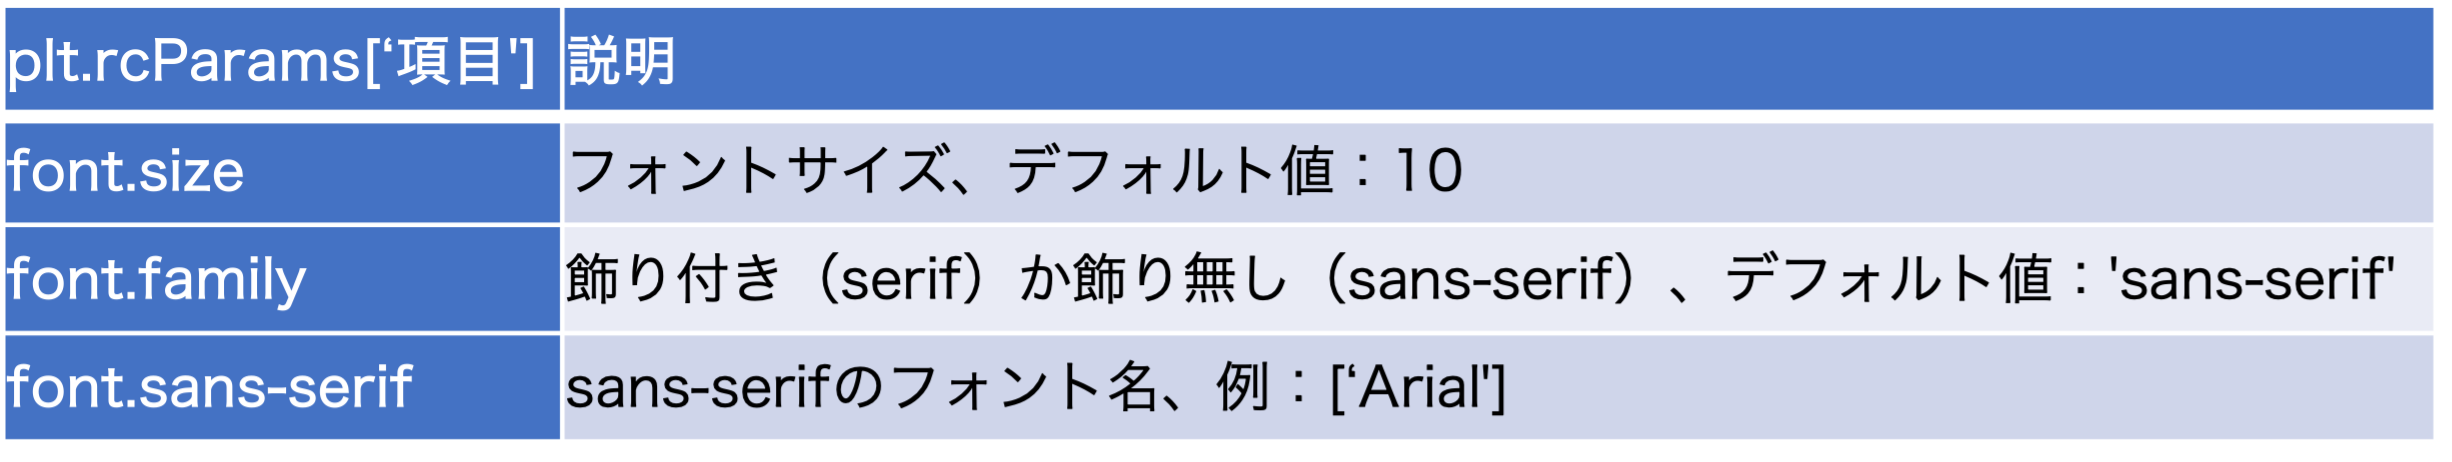 plt.rcParams[‘項目'] 説明
font.size フォントサイズ、デフォルト値：10
font.family 飾り付き（serif）か飾り無し（sans-serif）、デフォルト値：'sans-serif'
font.sans-serif sans-serifのフォント名、例：[‘Arial']